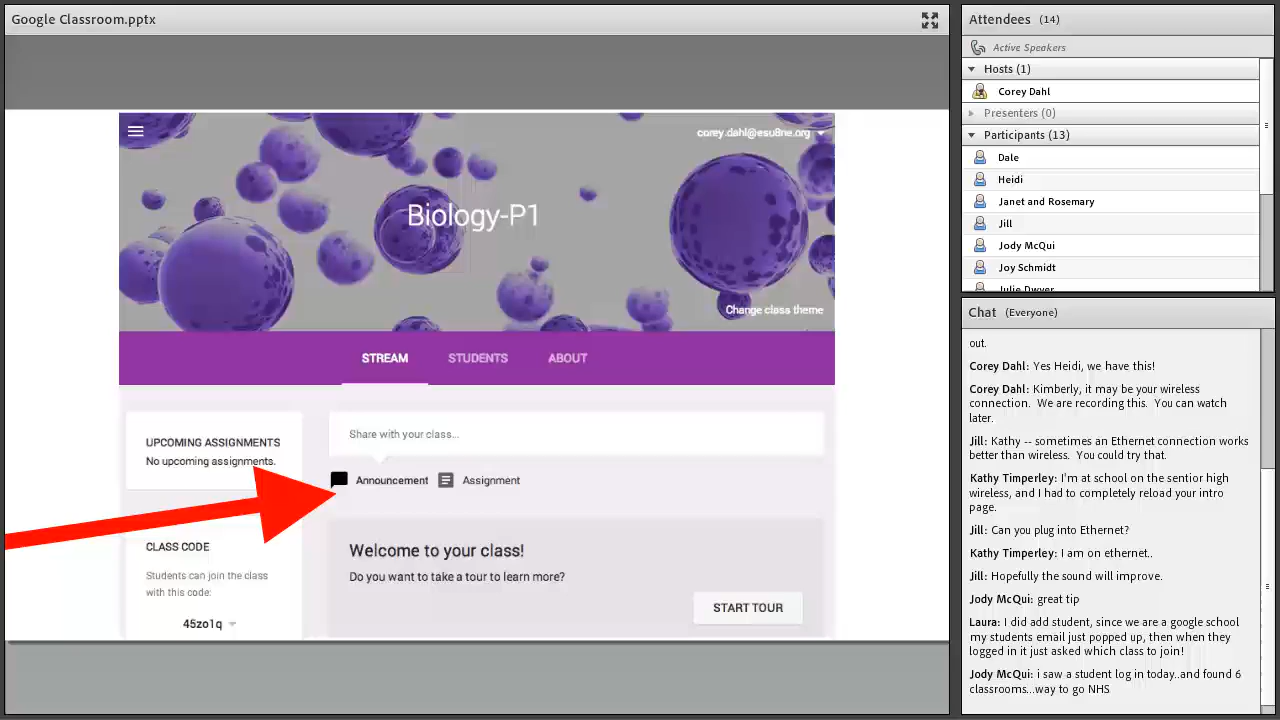 Google Classroom.pptx
corey.dahl@esu8ne.org
Biology-P1
Change class theme
STREAM STUDENTS ABOUT
UPCOMING ASSIGNMENTS
No upcoming assignments.
Share with your class...
Announcement Assignment
CLASS CODE
Students can join the class
with this code:
45zo1q
Welcome to your class!
Do you want to take a tour to learn more?
START TOUR
Attendees (14)
Active Speakers
Hosts (1)
Corey Dahl
Presenters (0)
Participants (13)
Dale
Heidi
Janet and Rosemary
Jill
Jody McQui
Joy Schmidt
Julie Dwyer
Chat (Everyone)
out.
Corey Dahl: Yes Heidi, we have this!
Corey Dahl: Kimberly, it may be your wireless
connection. We are recording this. You can watch
later.
Jill: Kathy -- sometimes an Ethernet connection works
better than wireless. You could try that.
Kathy Timperley: I'm at school on the sentior high
wireless, and I had to completely reload your intro
page.
Jill: Can you plug into Ethernet?
Kathy Timperley: I am on ethernet..
Jill: Hopefully the sound will improve.
Jody McQui: great tip
Laura: I did add student, since we are a google school
my students email just popped up, then when they
logged in it just asked which class to join!
Jody McQui: i saw a student log in today..and found 6
classrooms...way to go NHS